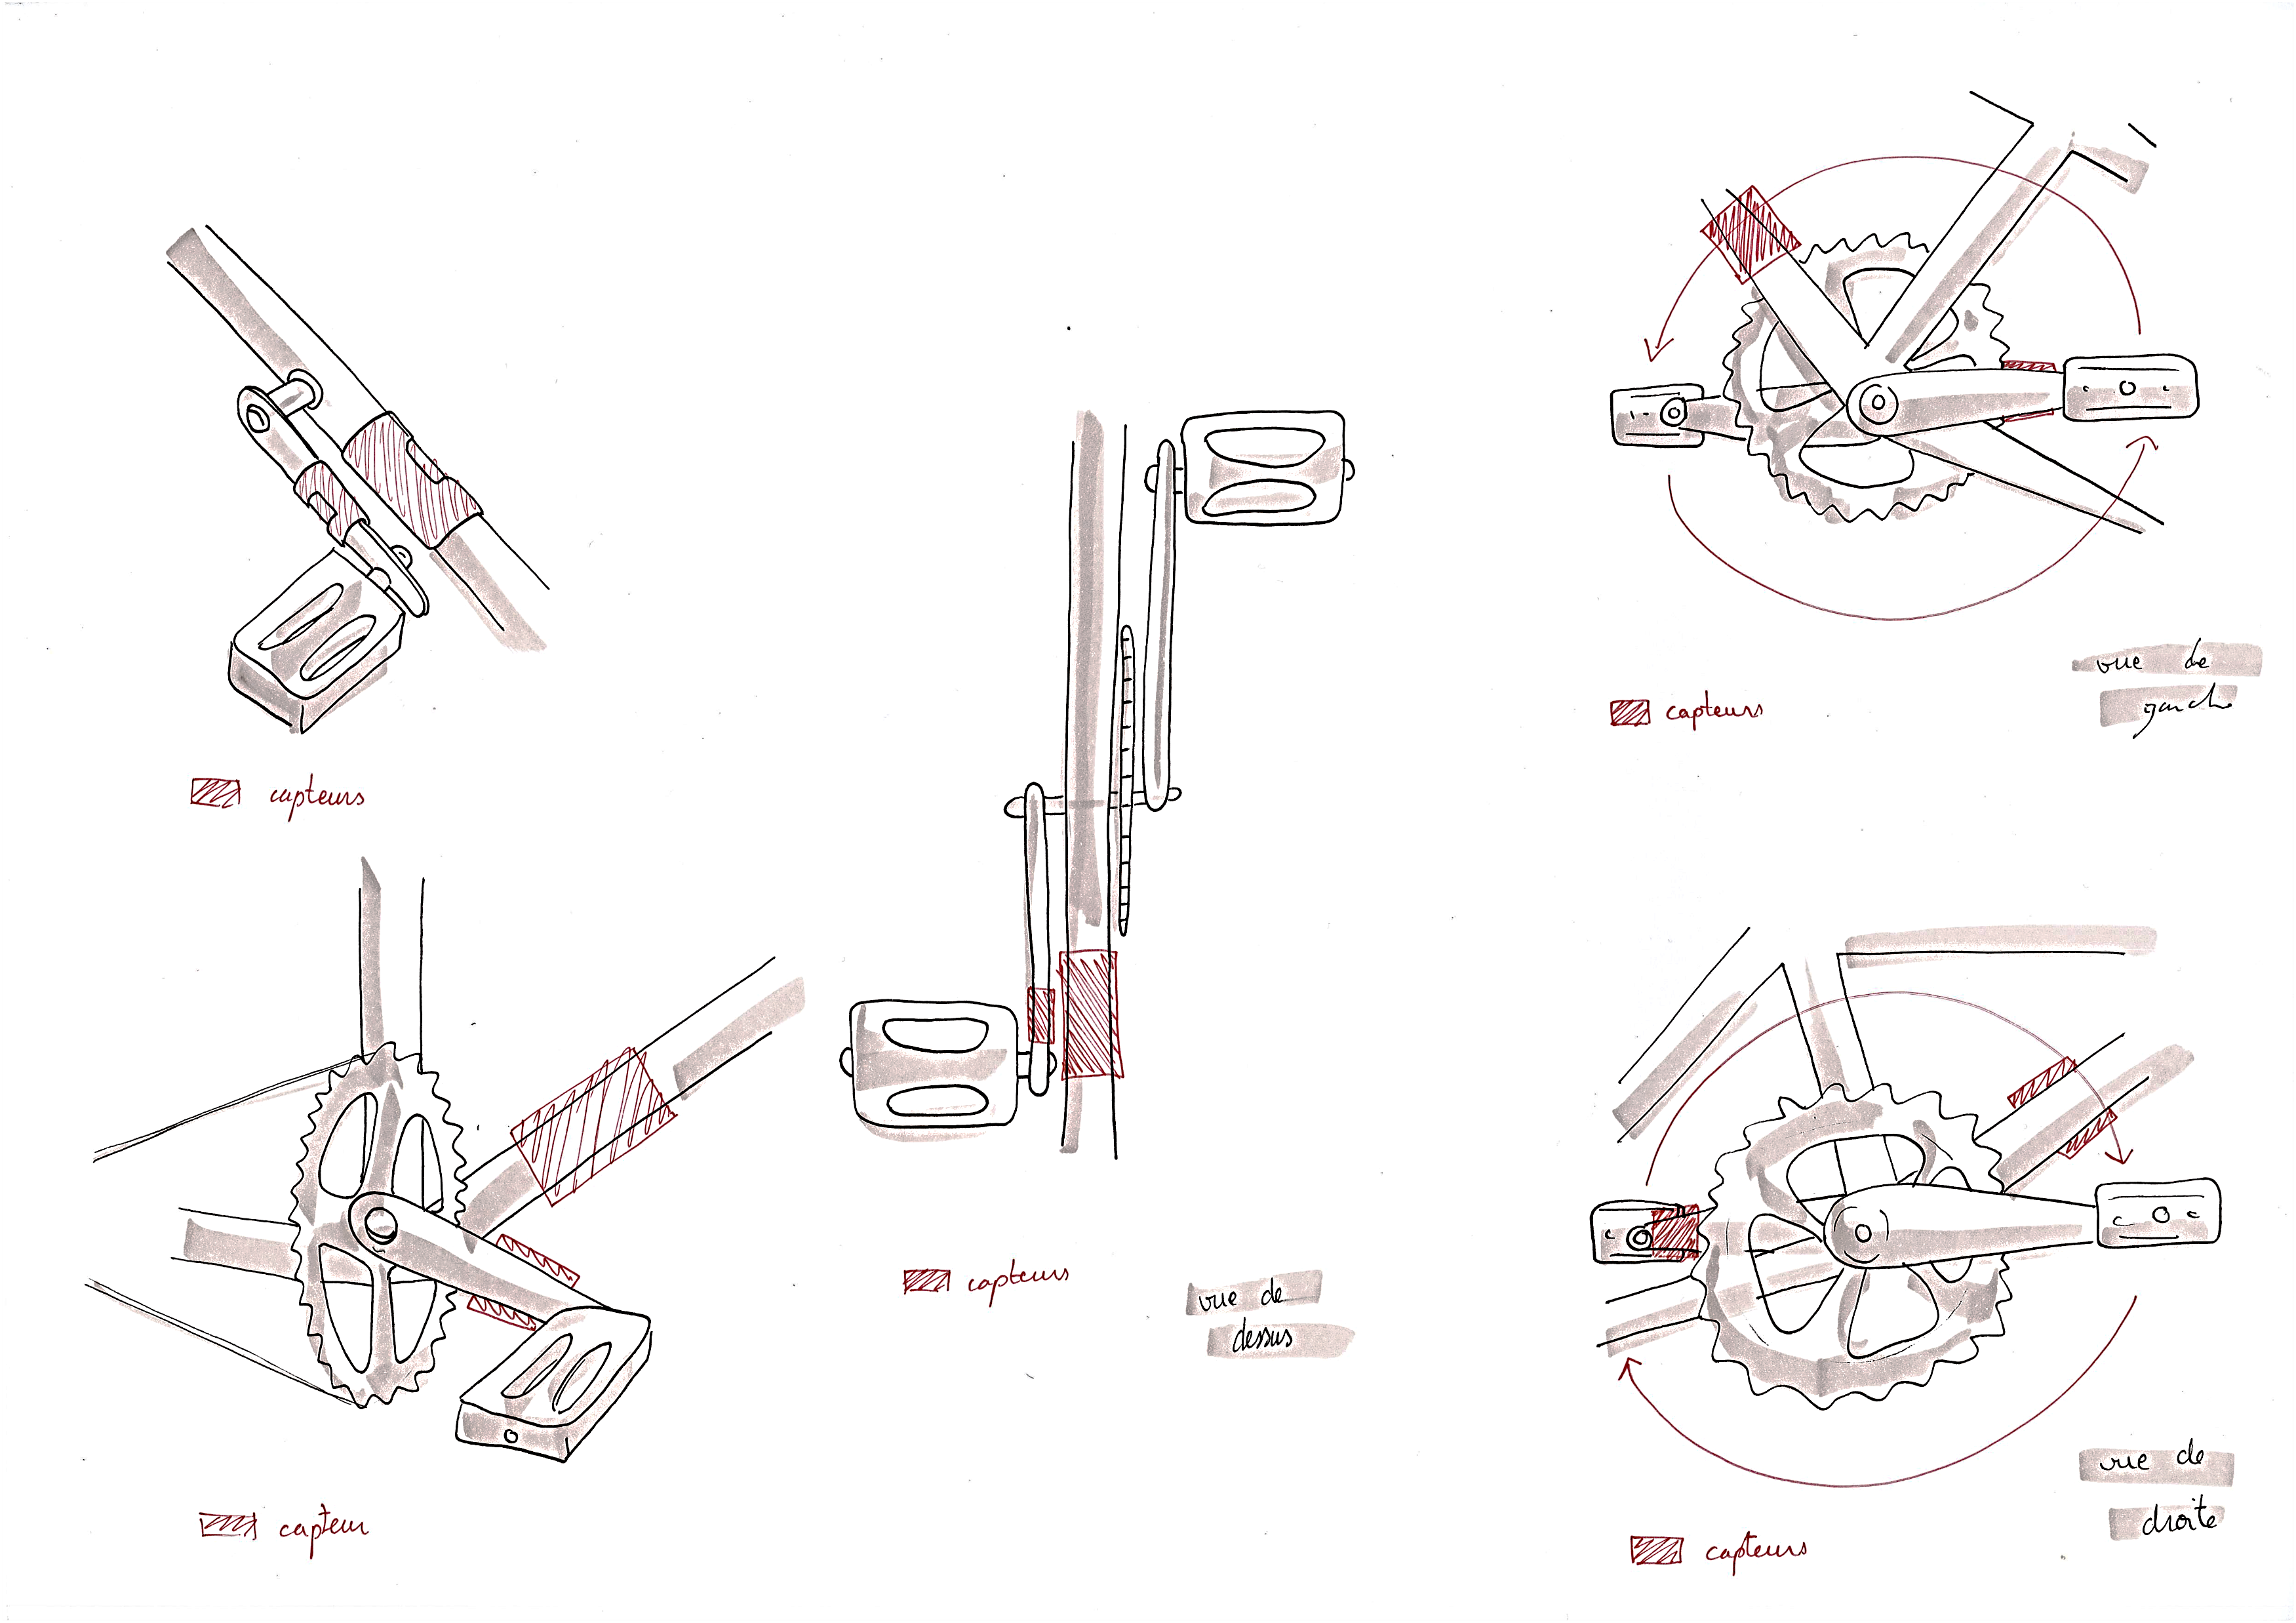 capteurs
capteur
capteurs
vue de
dessus
vue de
gauche
capteurs
vue de
droite
capteurs